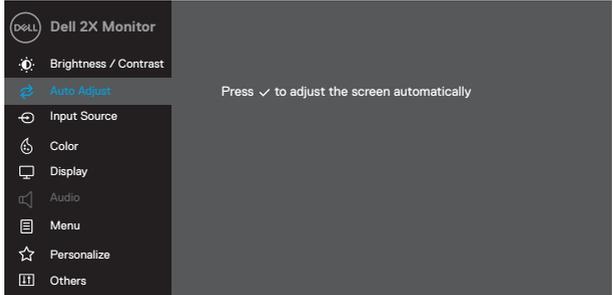 DELL
Dell 2X Monitor
Brightness / Contrast
Auto Adjust
Press ✓ to adjust the screen automatically
Input Source
Color
Display
Audio
Menu
Personalize
Others